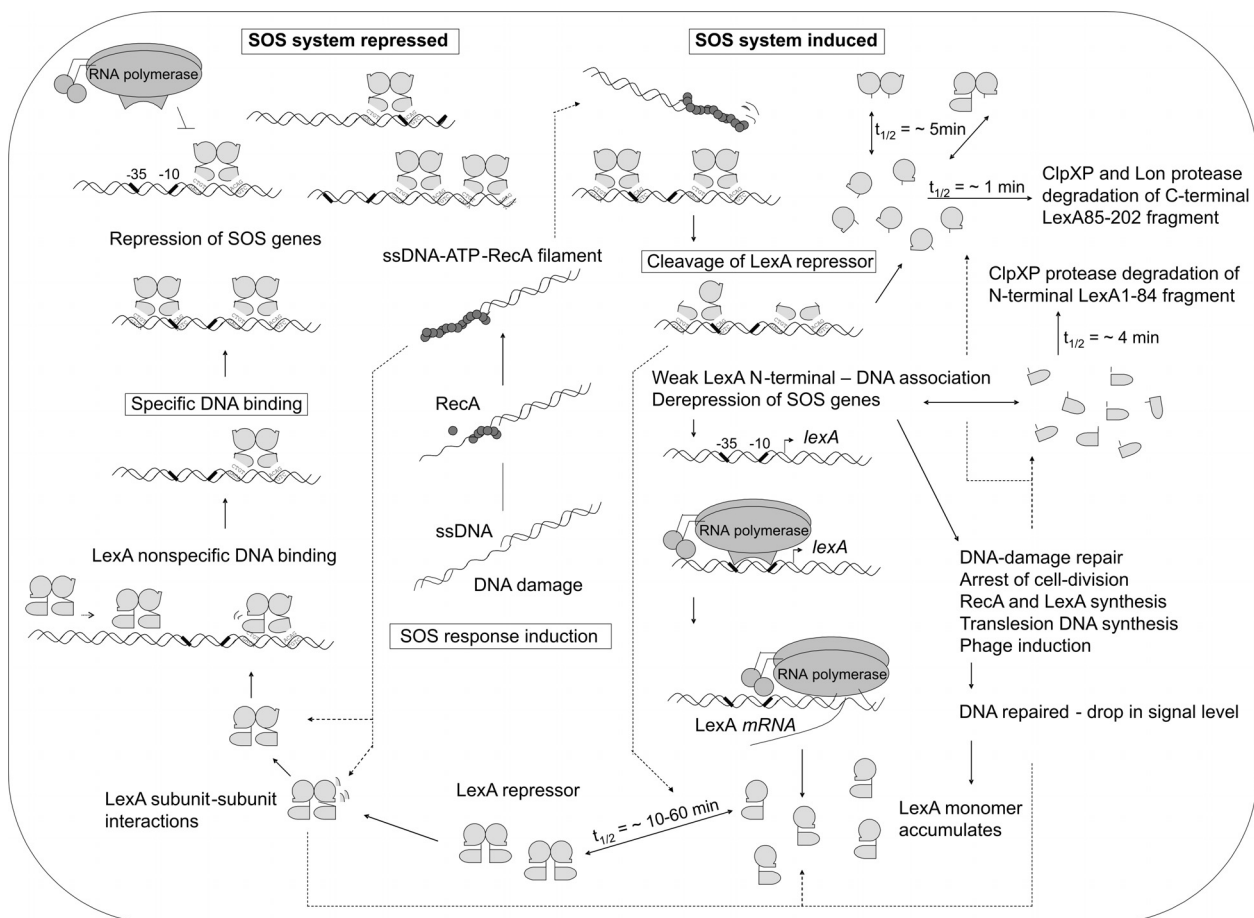 SOS system repressed
RNA polymerase
-35 -10
Repression of SOS genes
Specific DNA binding
LexA nonspecific DNA binding
LexA subunit-subunit
interactions
ssDNA-ATP-RecA filament
RecA
ssDNA
DNA damage
SOS response induction
LexA repressor
t1/2 = ~ 10-60 min
SOS system induced
t1/2 = ~ 5min
t1/2 = ~ 1 min
ClpXP and Lon protease
degradation of C-terminal
LexA85-202 fragment
Cleavage of LexA repressor
ClpXP protease degradation of
N-terminal LexA1-84 fragment
t1/2 = ~ 4 min
Weak LexA N-terminal – DNA association
Derepression of SOS genes
-35 -10 lexA
RNA polymerase
lexA
RNA polymerase
LexA mRNA
DNA-damage repair
Arrest of cell-division
RecA and LexA synthesis
Translesion DNA synthesis
Phage induction
DNA repaired - drop in signal level
LexA monomer
accumulates